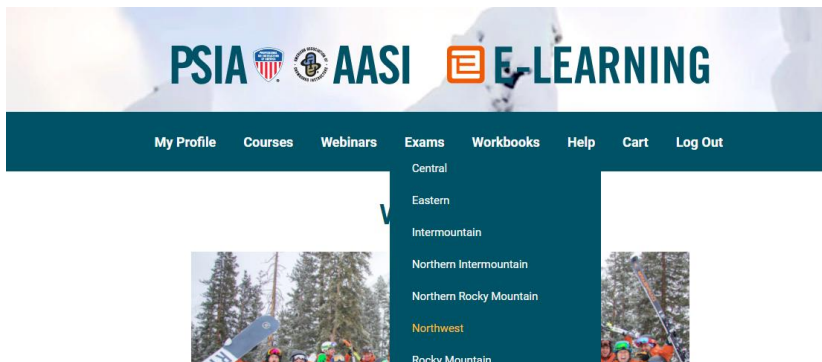 PSIA AASI E-LEARNING
My Profile Courses Webinars Exams Workbooks Help Cart Log Out
Central
Eastern
Intermountain
Northern Intermountain
Northern Rocky Mountain
Northwest
Rocky Mountain